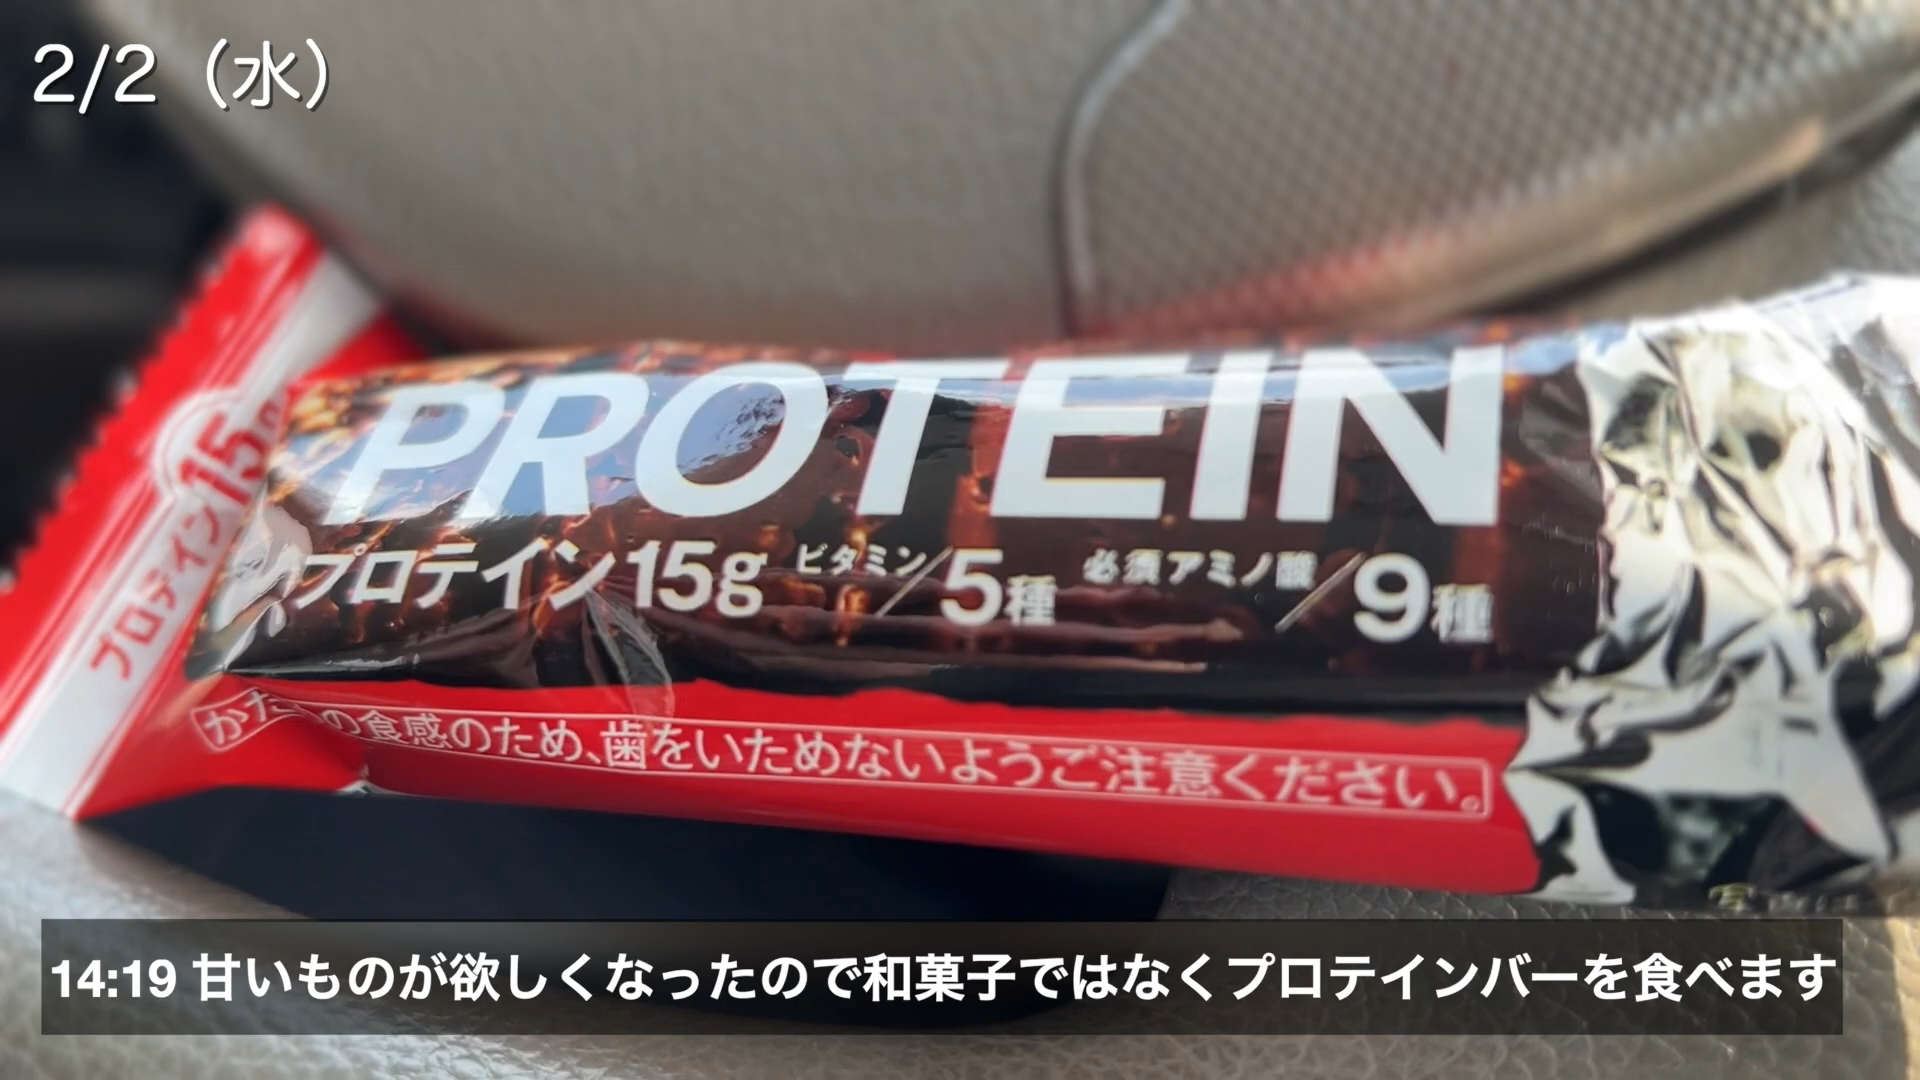 2/2（水）
プロテイン15g
PROTEIN
プロテイン15g ビタミン/5種 必須アミノ酸/9種
の食感のため、歯をいためないようご注意ください。
14:19 甘いものが欲しくなったので和菓子ではなくプロテインバーを食べます